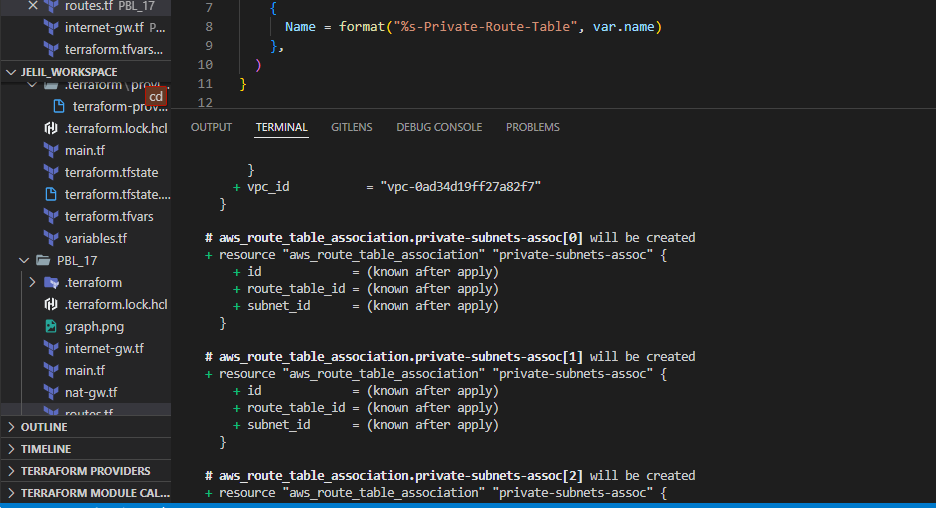 routes.tf PBL_17
internet-gw.tf P...
terraform.tfvars...
JELIL_WORKSPACE
.terraform \ provi...
cd
terraform-prov...
.terraform.lock.hcl
main.tf
terraform.tfstate
terraform.tfstate....
terraform.tfvars
variables.tf
PBL_17
.terraform
.terraform.lock.hcl
graph.png
internet-gw.tf
main.tf
nat-gw.tf
routes.tf
OUTLINE
TIMELINE
TERRAFORM PROVIDERS
TERRAFORM MODULE CAL...
7 {
8 Name = format("%s-Private-Route-Table", var.name)
9 },
10 )
11 }
12
OUTPUT TERMINAL GITLENS DEBUG CONSOLE PROBLEMS
}
+ vpc_id = "vpc-0ad34d19ff27a82f7"
}
# aws_route_table_association.private-subnets-assoc[0] will be created
+ resource "aws_route_table_association" "private-subnets-assoc" {
+ id = (known after apply)
+ route_table_id = (known after apply)
+ subnet_id = (known after apply)
}
# aws_route_table_association.private-subnets-assoc[1] will be created
+ resource "aws_route_table_association" "private-subnets-assoc" {
+ id = (known after apply)
+ route_table_id = (known after apply)
+ subnet_id = (known after apply)
}
# aws_route_table_association.private-subnets-assoc[2] will be created
+ resource "aws_route_table_association" "private-subnets-assoc" {